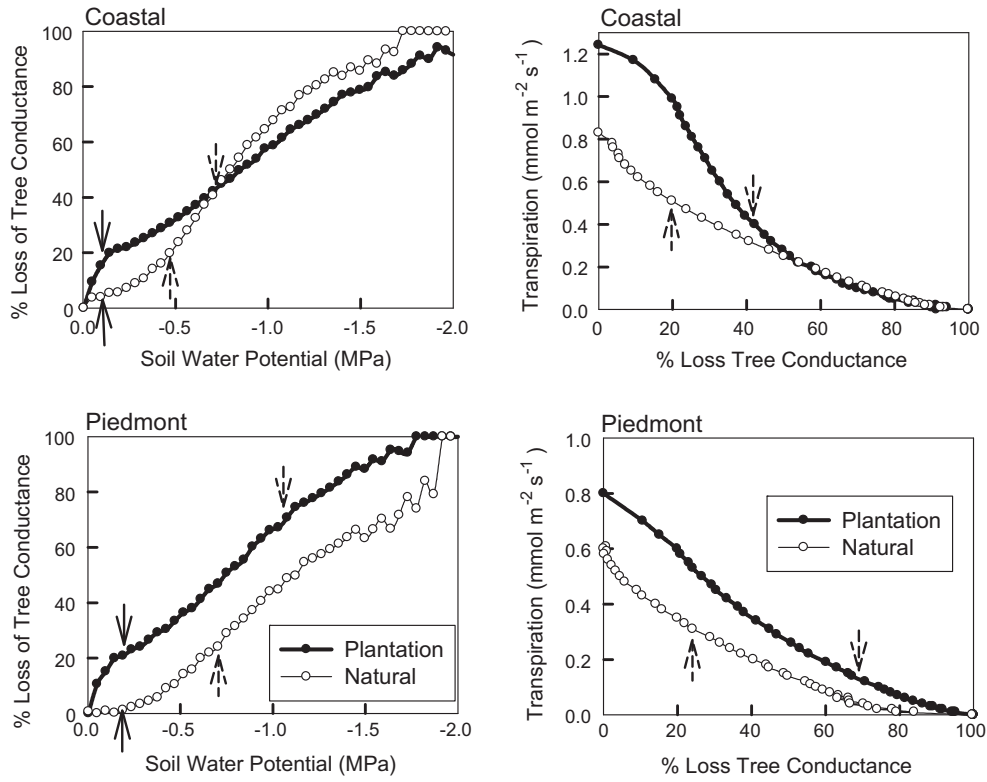 Coastal
100
80
60
40
20
0
% Loss of Tree Conductance
0.0 -0.5 -1.0 -1.5 -2.0
Soil Water Potential (MPa)
Coastal
1.2
1.0
0.8
0.6
0.4
0.2
0.0
Transpiration (mmol m-2 s-1 )
0 20 40 60 80 100
% Loss Tree Conductance
Piedmont
100
80
60
40
20
0
% Loss of Tree Conductance
Plantation
Natural
0.0 -0.5 -1.0 -1.5 -2.0
Soil Water Potential (MPa)
Piedmont
1.0
0.8
0.6
0.4
0.2
0.0
Transpiration (mmol m-2 s-1)
Plantation
Natural
0 20 40 60 80 100
% Loss Tree Conductance